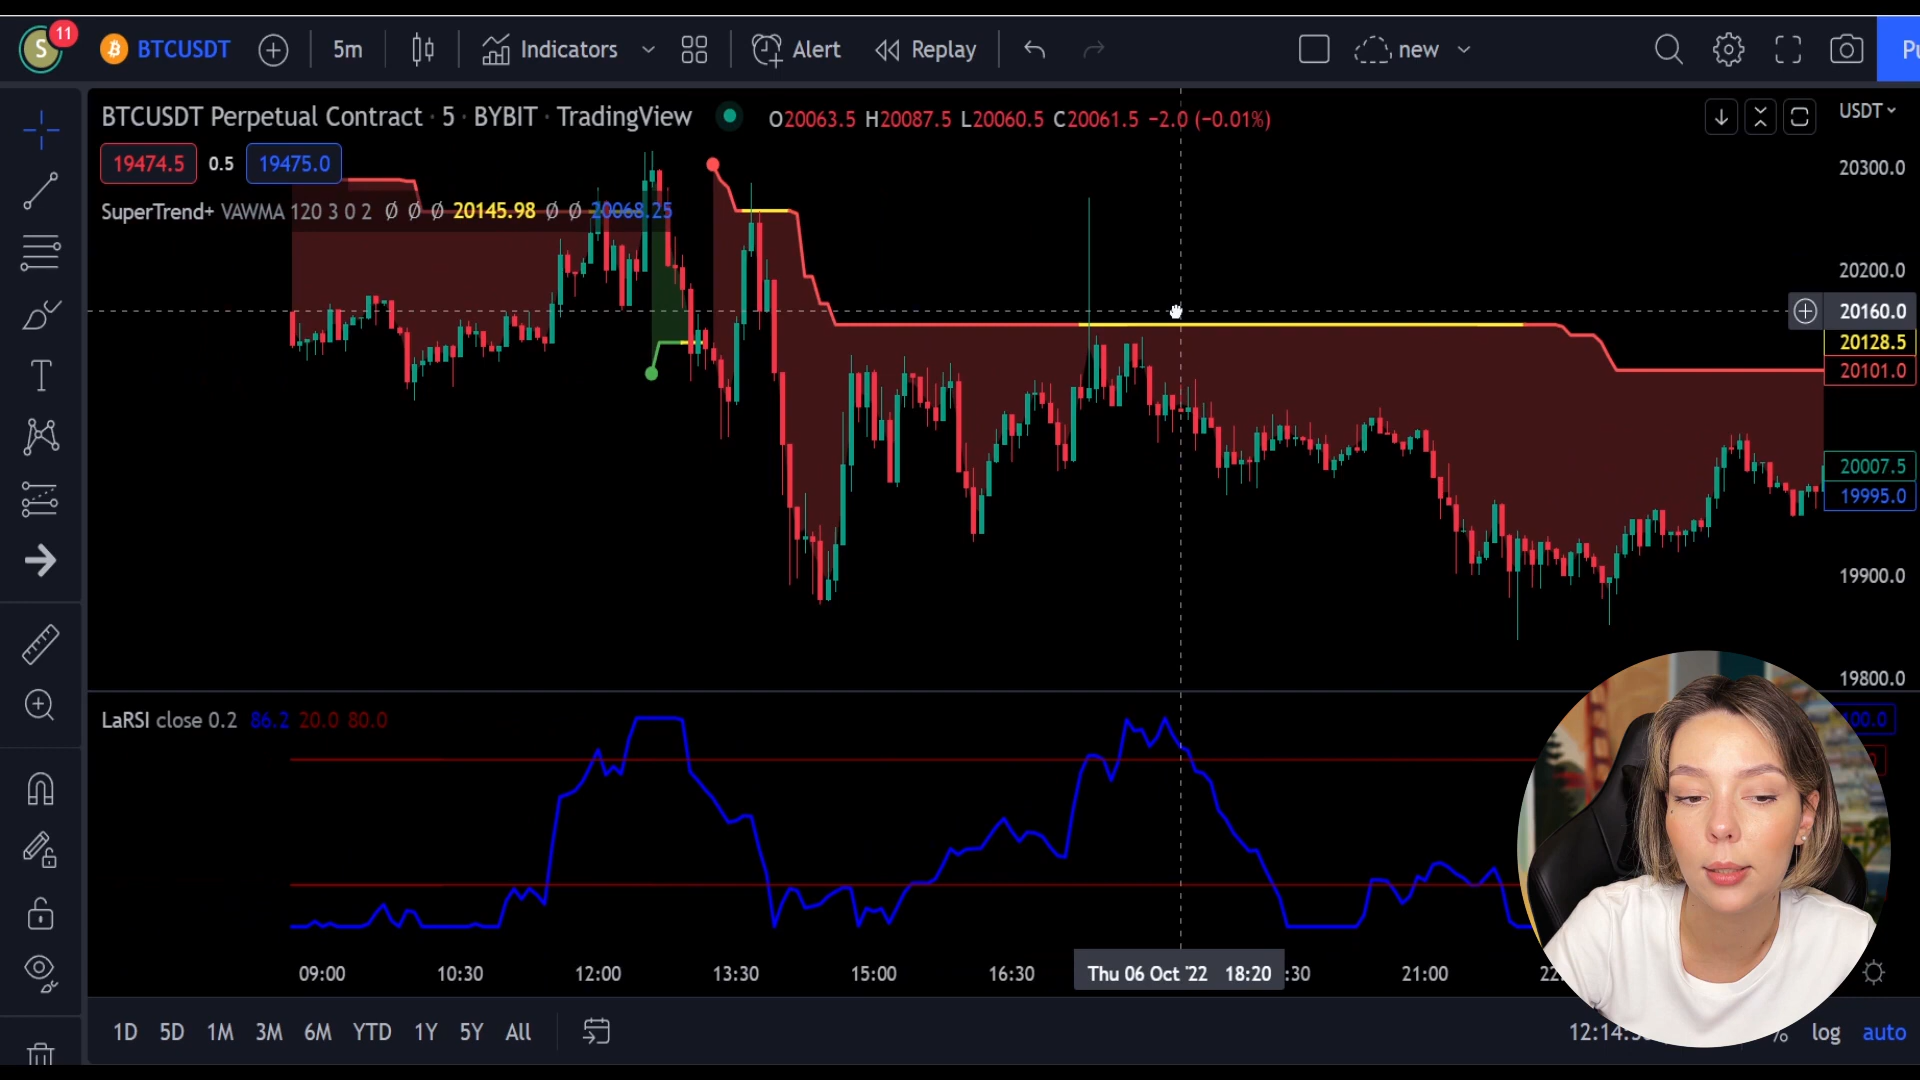 S 11 BTCUSDT 5m Indicators Alert Replay new Pu
BTCUSDT Perpetual Contract · 5 · BYBIT · TradingView O20063.5 H20087.5 L20060.5 C20061.5 −2.0 (−0.01%) USDT
19474.5 0.5 19475.0
SuperTrend+ VAWMA 120 3 0 2 Ø Ø Ø 20145.98 Ø Ø 20068.25
20300.0
20200.0
20160.0
20128.5
20101.0
20007.5
19995.0
19900.0
19800.0
LaRSI close 0.2 86.2 20.0 80.0
09:00 10:30 12:00 13:30 15:00 16:30 Thu 06 Oct '22 18:20 :30 21:00
1D 5D 1M 3M 6M YTD 1Y 5Y All % log auto